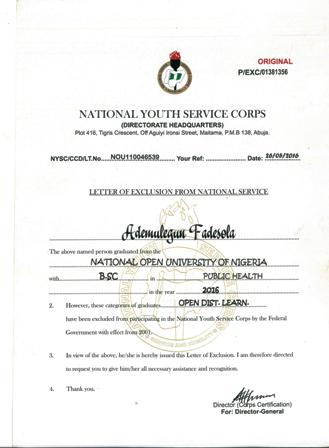 ORIGINAL
P/EXC/01381356
NATIONAL YOUTH SERVICE CORPS
(DIRECTORATE HEADQUARTERS)
Plot 416, Tigris Crescent, Off Aguiyi Ironsi Street, Maitama, P.M.B 138, Abuja.
NYSC/CCD/LT.No. NOU110046539 Your Ref: .................... Date: 26/08/2016
LETTER OF EXCLUSION FROM NATIONAL SERVICE
Ademulegun Fadesola
The above named person graduated from the
NATIONAL OPEN UNIVERSITY OF NIGERIA
with B.SC in PUBLIC HEALTH
in the year 2016
2. However, these categories of graduates OPEN DIST. LEARN.
have been excluded from participating in the National Youth Service Corps by the Federal
Government with effect from 2001.
3. In view of the above, he/she is hereby issued this Letter of Exclusion. I am therefore directed
to request you to give him/her all necessary assistance and recognition.
4. Thank you.
Director (Corps Certification)
For: Director-General